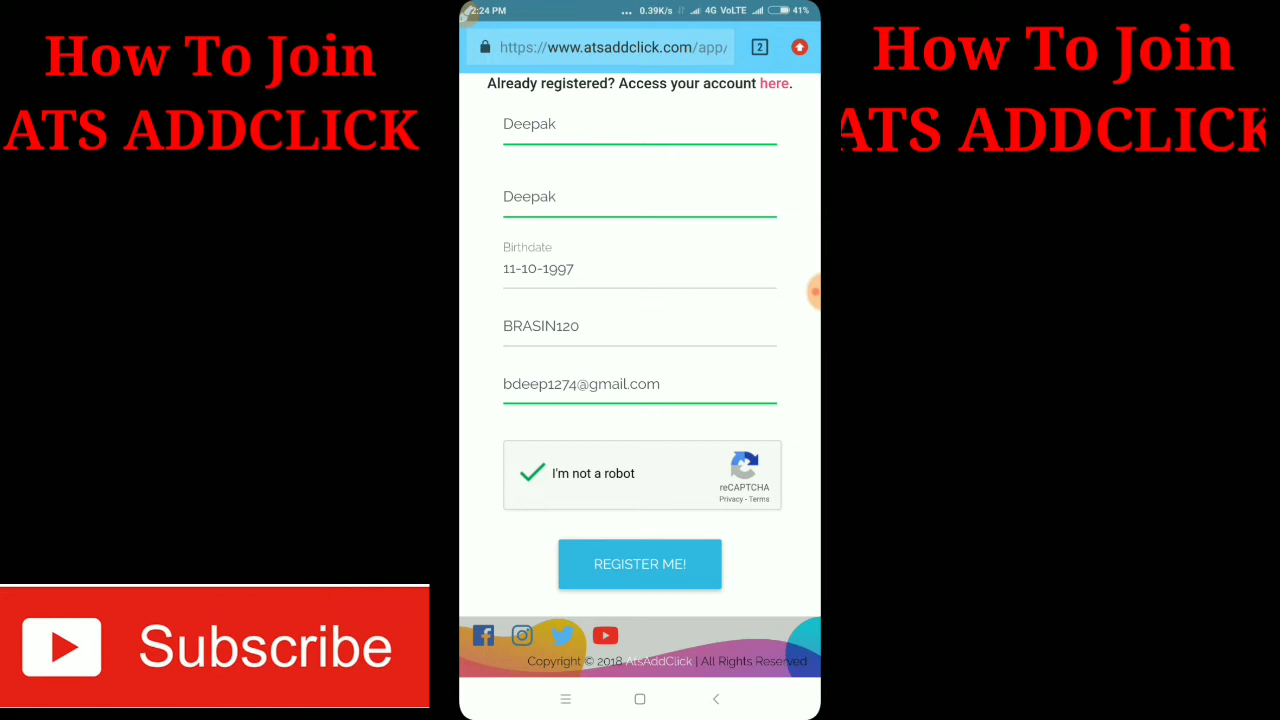 How To Join
ATS ADDCLICK
2:24 PM
... 0.39K/s 4G VoLTE 41%
https://www.atsaddclick.com/app/
2
Already registered? Access your account here.
Deepak
Deepak
Birthdate
11-10-1997
BRASIN120
bdeep1274@gmail.com
I'm not a robot
reCAPTCHA
Privacy - Terms
REGISTER ME!
Copyright © 2018 AtsAddClick | All Rights Reserved
How To Join
ATS ADDCLICK
Subscribe